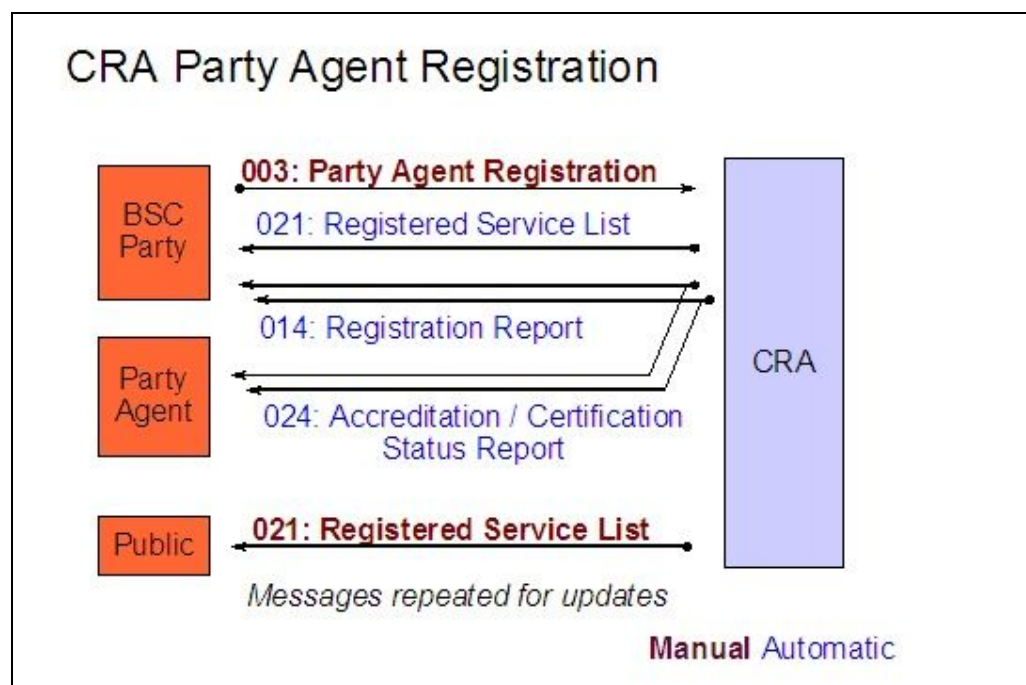 CRA Party Agent Registration
003: Party Agent Registration
BSC
Party
021: Registered Service List
014: Registration Report
CRA
Party
Agent
024: Accreditation / Certification
Status Report
Public
021: Registered Service List
Messages repeated for updates
Manual Automatic